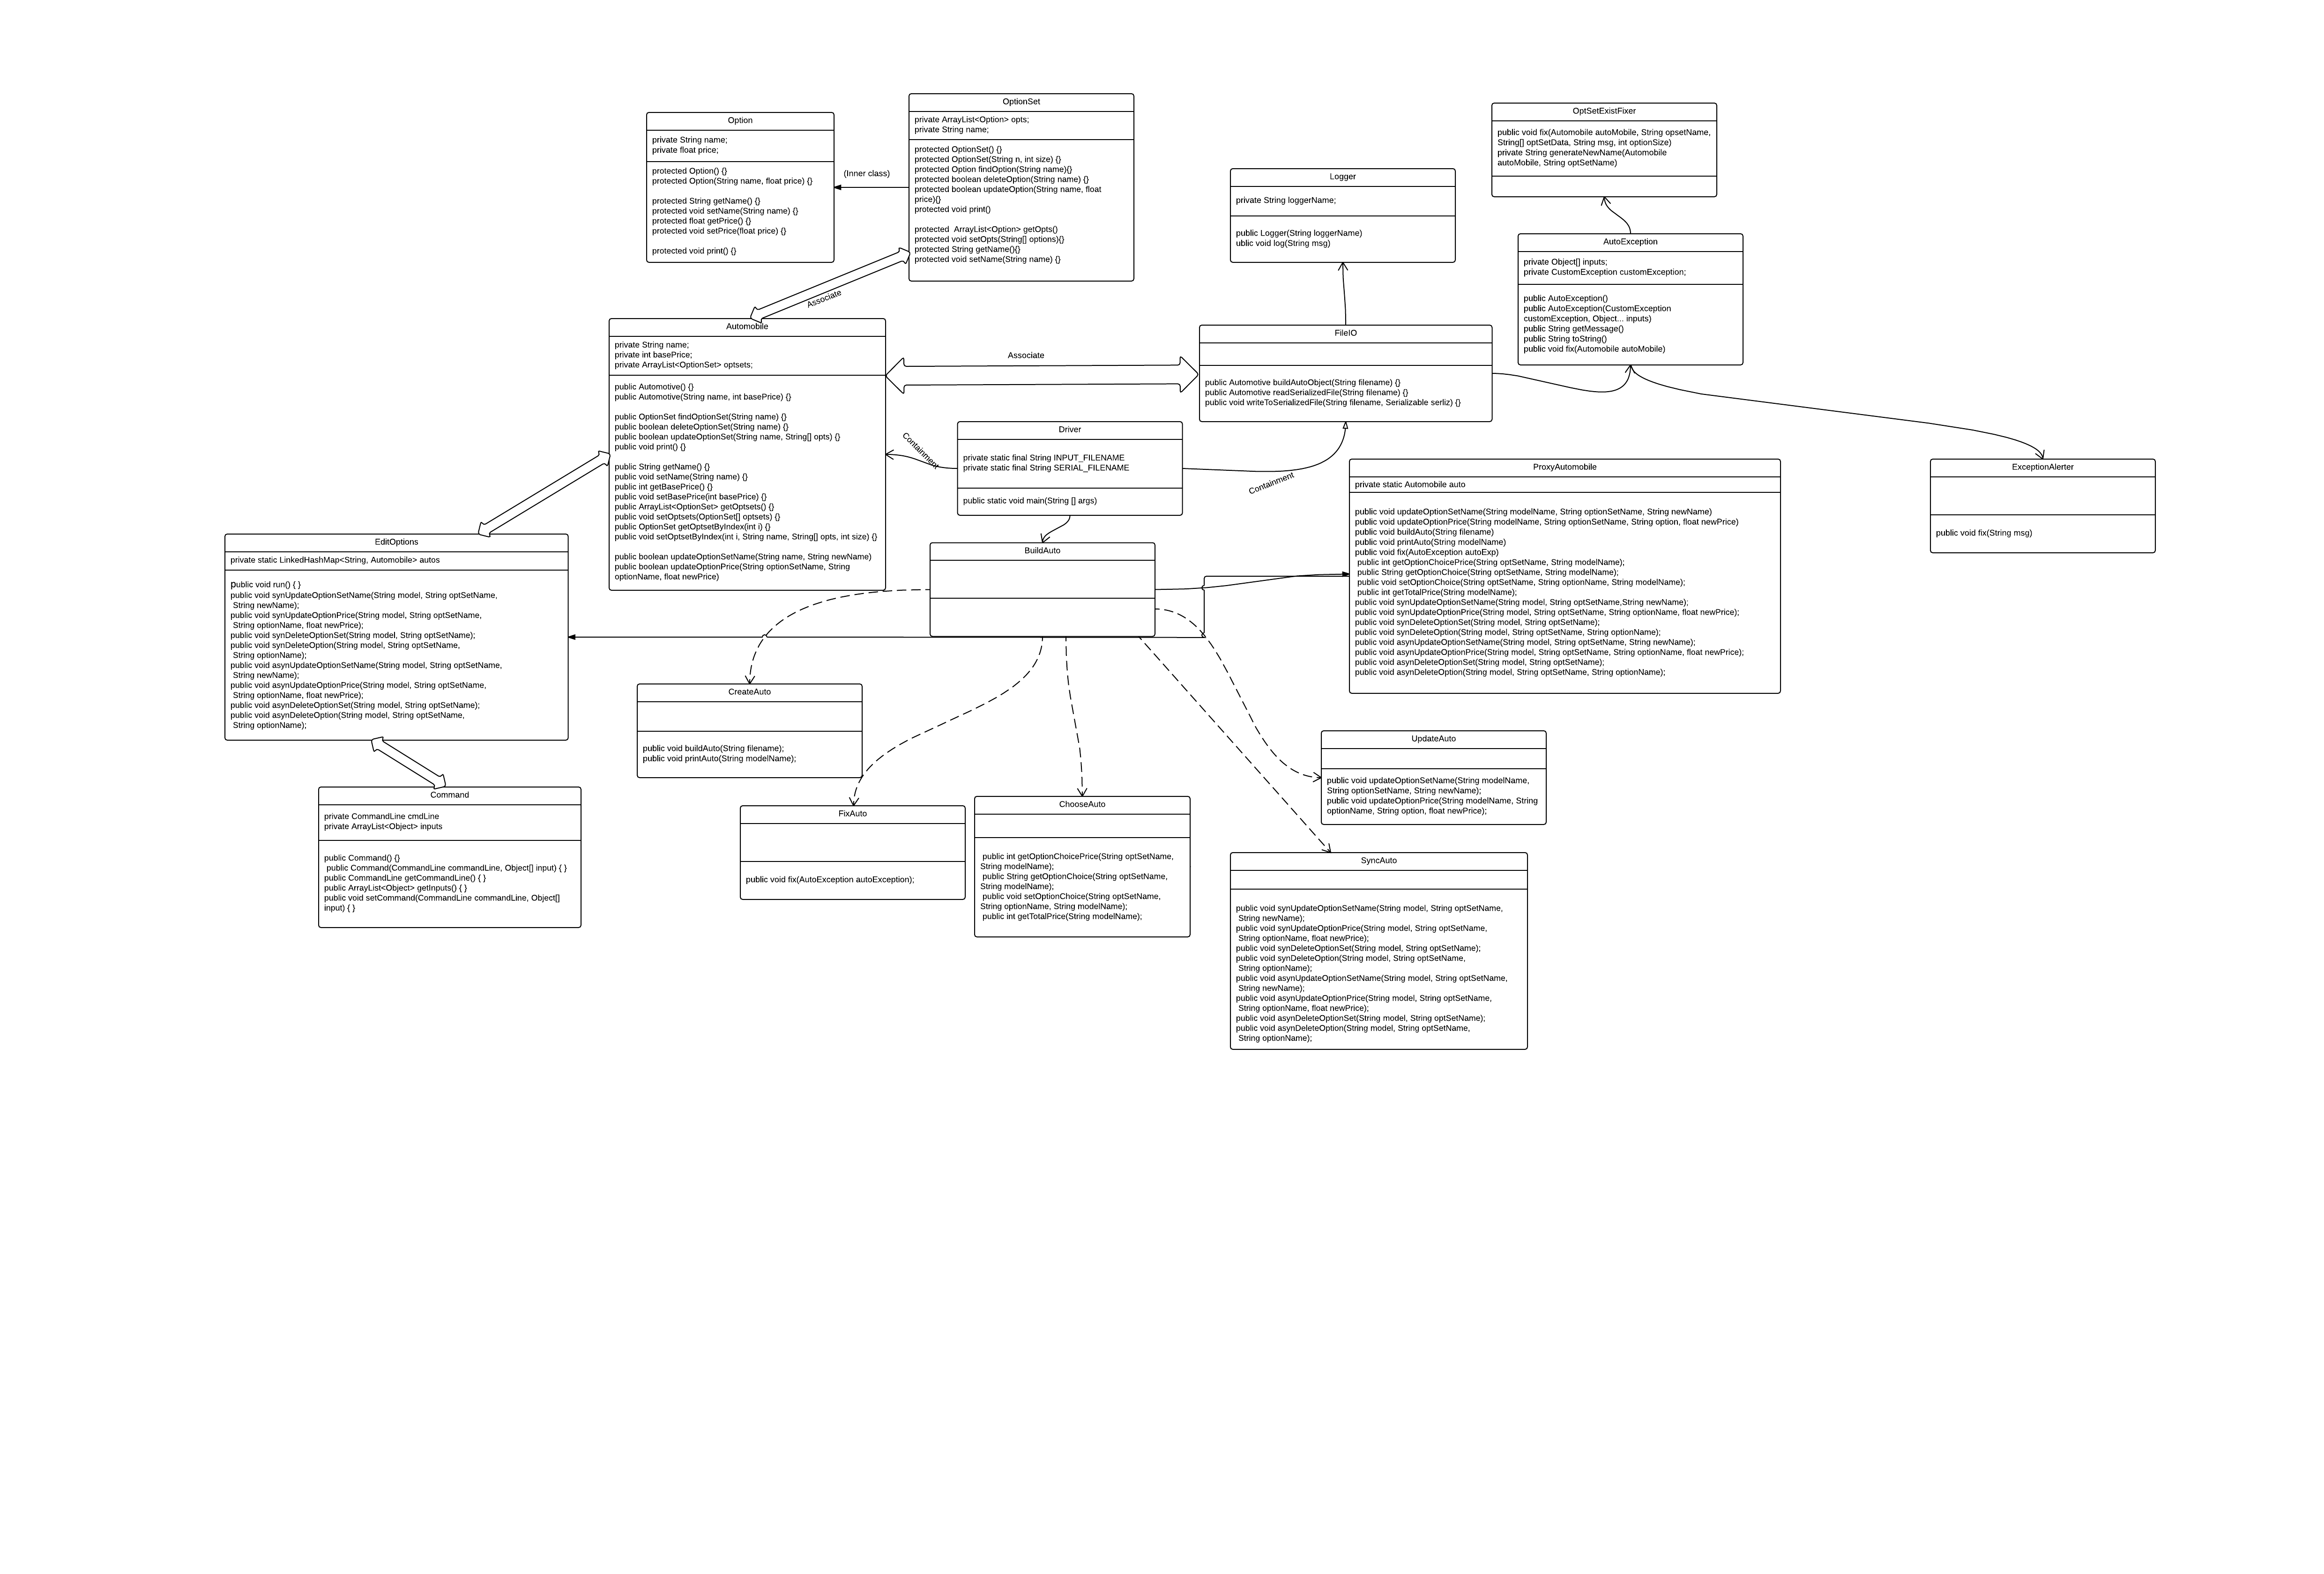 OptionSet
private ArrayList<Option> opts;
private String name;
protected OptionSet() {}
protected OptionSet(String n, int size) {}
protected Option findOption(String name){}
protected boolean deleteOption(String name) {}
protected boolean updateOption(String name, float
price){}
protected void print()
protected  ArrayList<Option> getOpts()
protected void setOpts(String[] options){}
protected String getName(){}
protected void setName(String name) {}
Option
private String name;
private float price;
protected Option() {}
protected Option(String name, float price) {}
protected String getName() {}
protected void setName(String name) {}
protected float getPrice() {}
protected void setPrice(float price) {}
protected void print() {}
(Inner class)
OptSetExistFixer
public void fix(Automobile autoMobile, String opsetName,
String[] optSetData, String msg, int optionSize)
private String generateNewName(Automobile
autoMobile, String optSetName)
Logger
private String loggerName;
public Logger(String loggerName)
ublic void log(String msg)
AutoException
private Object[] inputs;
private CustomException customException;
public AutoException()
public AutoException(CustomException
customException, Object... inputs)
public String getMessage()
public String toString()
public void fix(Automobile autoMobile)
Associate
Automobile
private String name;
private int basePrice;
private ArrayList<OptionSet> optsets;
public Automotive() {}
public Automotive(String name, int basePrice) {}
public OptionSet findOptionSet(String name) {}
public boolean deleteOptionSet(String name) {}
public boolean updateOptionSet(String name, String[] opts) {}
public void print() {}
public String getName() {}
public void setName(String name) {}
public int getBasePrice() {}
public void setBasePrice(int basePrice) {}
public ArrayList<OptionSet> getOptsets() {}
public void setOptsets(OptionSet[] optsets) {}
public OptionSet getOptsetByIndex(int i) {}
public void setOptsetByIndex(int i, String name, String[] opts, int size) {}
public boolean updateOptionSetName(String name, String newName)
public boolean updateOptionPrice(String optionSetName, String
optionName, float newPrice)
Associate
FileIO
public Automotive buildAutoObject(String filename) {}
public Automotive readSerializedFile(String filename) {}
public void writeToSerializedFile(String filename, Serializable serliz) {}
Driver
private static final String INPUT_FILENAME
private static final String SERIAL_FILENAME
public static void main(String [] args)
Containment
Containment
ProxyAutomobile
private static Automobile auto
public void updateOptionSetName(String modelName, String optionSetName, String newName)
public void updateOptionPrice(String modelName, String optionSetName, String option, float newPrice)
public void buildAuto(String filename)
public void printAuto(String modelName)
public void fix(AutoException autoExp)
public int getOptionChoicePrice(String optSetName, String modelName);
public String getOptionChoice(String optSetName, String modelName);
public void setOptionChoice(String optSetName, String optionName, String modelName);
public int getTotalPrice(String modelName);
public void synUpdateOptionSetName(String model, String optSetName,String newName);
public void synUpdateOptionPrice(String model, String optSetName, String optionName, float newPrice);
public void synDeleteOptionSet(String model, String optSetName);
public void synDeleteOption(String model, String optSetName, String optionName);
public void asynUpdateOptionSetName(String model, String optSetName, String newName);
public void asynUpdateOptionPrice(String model, String optSetName, String optionName, float newPrice);
public void asynDeleteOptionSet(String model, String optSetName);
public void asynDeleteOption(String model, String optSetName, String optionName);
ExceptionAlerter
public void fix(String msg)
EditOptions
private static LinkedHashMap<String, Automobile> autos
public void run() { }
public void synUpdateOptionSetName(String model, String optSetName,
String newName);
public void synUpdateOptionPrice(String model, String optSetName,
String optionName, float newPrice);
public void synDeleteOptionSet(String model, String optSetName);
public void synDeleteOption(String model, String optSetName,
String optionName);
public void asynUpdateOptionSetName(String model, String optSetName,
String newName);
public void asynUpdateOptionPrice(String model, String optSetName,
String optionName, float newPrice);
public void asynDeleteOptionSet(String model, String optSetName);
public void asynDeleteOption(String model, String optSetName,
String optionName);
BuildAuto
CreateAuto
public void buildAuto(String filename);
public void printAuto(String modelName);
UpdateAuto
public void updateOptionSetName(String modelName,
String optionSetName, String newName);
public void updateOptionPrice(String modelName, String
optionName, String option, float newPrice);
Command
private CommandLine cmdLine
private ArrayList<Object> inputs
public Command() {}
public Command(CommandLine commandLine, Object[] input) { }
public CommandLine getCommandLine() { }
public ArrayList<Object> getInputs() { }
public void setCommand(CommandLine commandLine, Object[]
input) { }
FixAuto
public void fix(AutoException autoException);
ChooseAuto
public int getOptionChoicePrice(String optSetName,
String modelName);
public String getOptionChoice(String optSetName,
String modelName);
public void setOptionChoice(String optSetName,
String optionName, String modelName);
public int getTotalPrice(String modelName);
SyncAuto
public void synUpdateOptionSetName(String model, String optSetName,
String newName);
public void synUpdateOptionPrice(String model, String optSetName,
String optionName, float newPrice);
public void synDeleteOptionSet(String model, String optSetName);
public void synDeleteOption(String model, String optSetName,
String optionName);
public void asynUpdateOptionSetName(String model, String optSetName,
String newName);
public void asynUpdateOptionPrice(String model, String optSetName,
String optionName, float newPrice);
public void asynDeleteOptionSet(String model, String optSetName);
public void asynDeleteOption(String model, String optSetName,
String optionName);